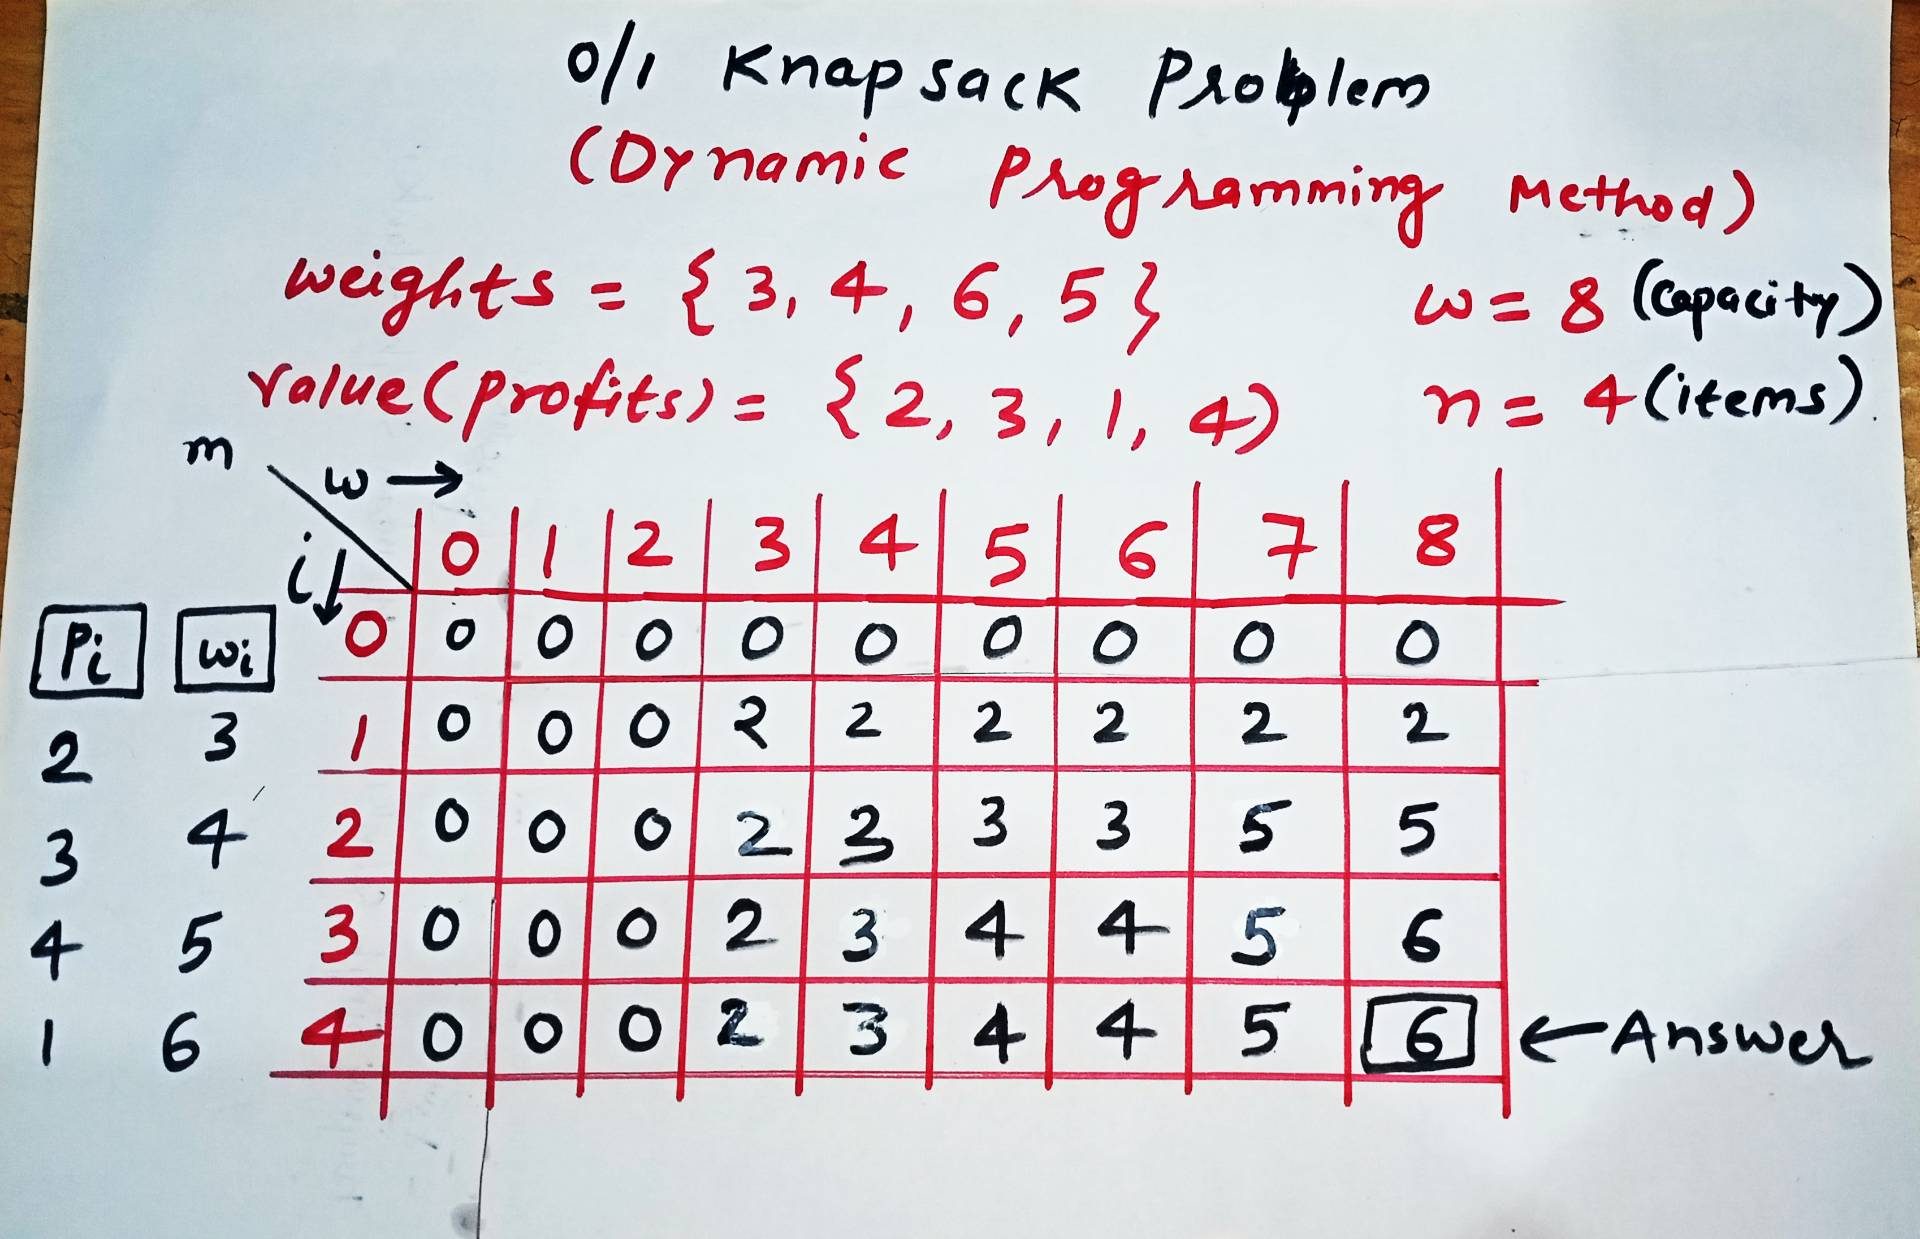 0/1 Knapsack Problem
(Dynamic Programming Method)
weights = { 3, 4, 6, 5 } w = 8 (capacity)
value (profits) = { 2, 3, 1, 4 ) n = 4 (items).
m w →
i ↓ 0 1 2 3 4 5 6 7 8
Pi wi 0 0 0 0 0 0 0 0 0 0
2 3 1 0 0 0 2 2 2 2 2 2
3 4 2 0 0 0 2 3 3 3 5 5
4 5 3 0 0 0 2 3 4 4 5 6
1 6 4 0 0 0 2 3 4 4 5 6 ← Answer